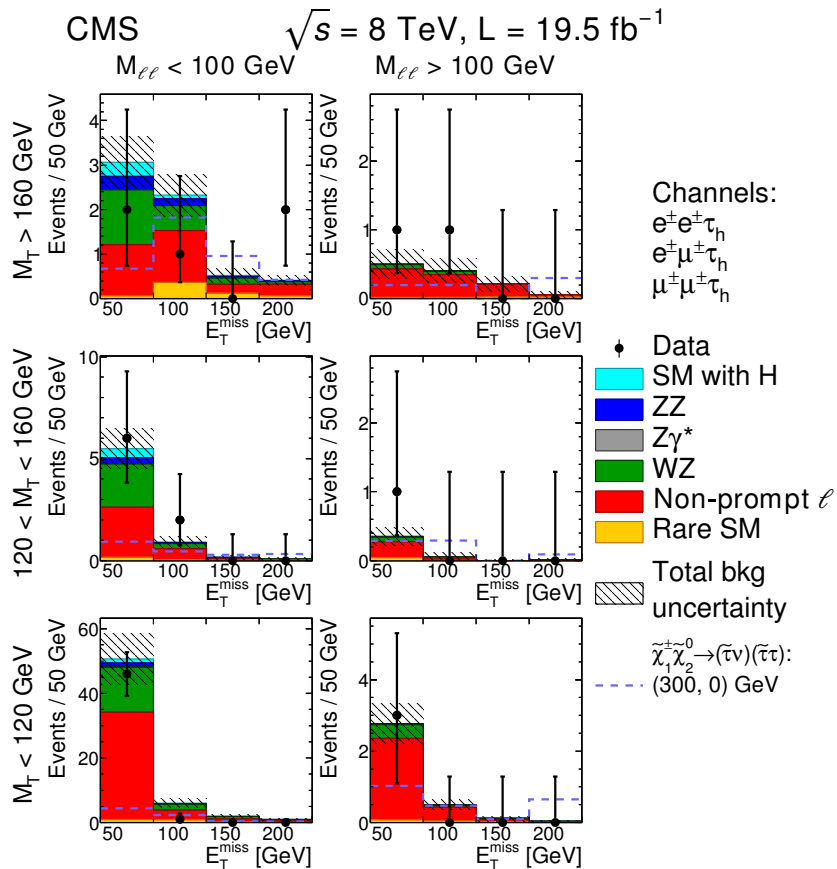 CMS √s = 8 TeV, L = 19.5 fb⁻¹
M_ℓℓ < 100 GeV M_ℓℓ > 100 GeV
M_T > 160 GeV
Events / 50 GeV
4
3
2
1
0
50 100 150 200
E_T^miss [GeV]
Events / 50 GeV
2
1
0
50 100 150 200
E_T^miss [GeV]
120 < M_T < 160 GeV
Events / 50 GeV
10
5
0
50 100 150 200
E_T^miss [GeV]
Events / 50 GeV
2
1
0
50 100 150 200
E_T^miss [GeV]
M_T < 120 GeV
Events / 50 GeV
60
40
20
0
50 100 150 200
E_T^miss [GeV]
Events / 50 GeV
4
2
0
50 100 150 200
E_T^miss [GeV]
Channels:
e±e±τ_h
e±μ±τ_h
μ±μ±τ_h
Data
SM with H
ZZ
Zγ*
WZ
Non-prompt ℓ
Rare SM
Total bkg
uncertainty
χ̃₁±χ̃₂⁰→(τ̃ν)(τ̃τ):
(300, 0) GeV